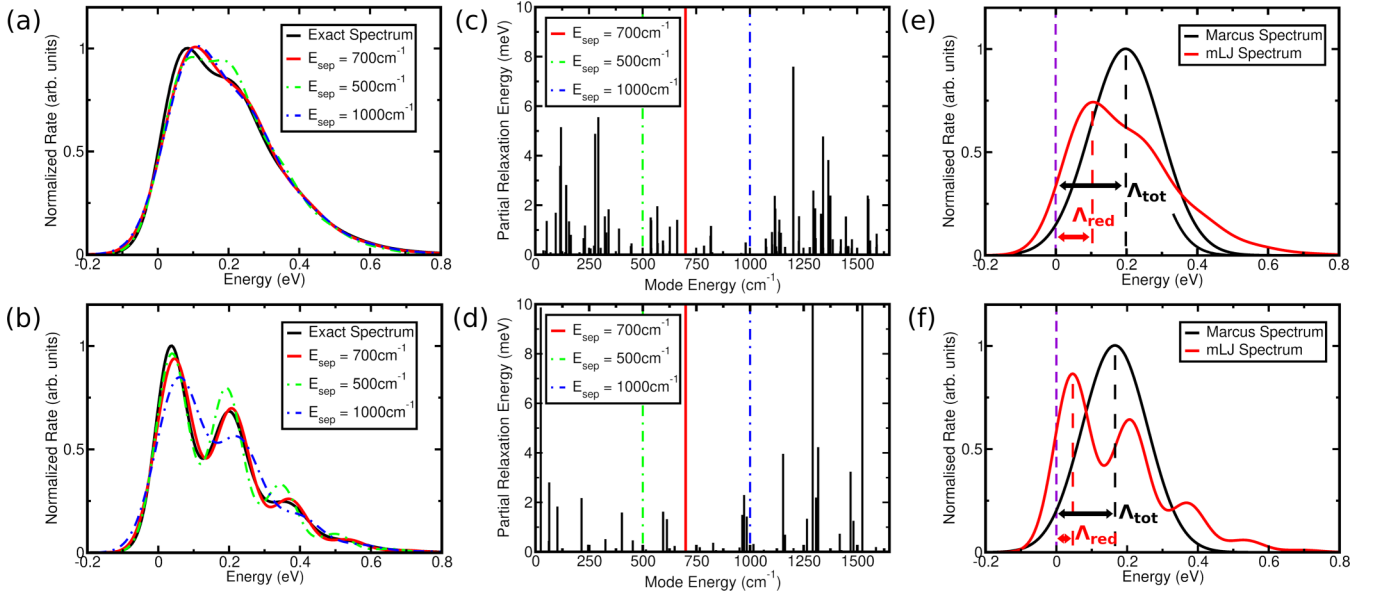 (a)
Normalized Rate (arb. units)
1
0.5
0
-0.2 0 0.2 0.4 0.6 0.8
Energy (eV)
Exact Spectrum
E_sep = 700cm⁻¹
E_sep = 500cm⁻¹
E_sep = 1000cm⁻¹
(c)
Partial Relaxation Energy (meV)
10
8
6
4
2
0
250 500 750 1000 1250 1500
Mode Energy (cm⁻¹)
E_sep = 700cm⁻¹
E_sep = 500cm⁻¹
E_sep = 1000cm⁻¹
(e)
Normalised Rate (arb. units)
1
0.5
0
-0.2 0 0.2 0.4 0.6 0.8
Energy (eV)
Marcus Spectrum
mLJ Spectrum
Λ_tot
Λ_red
(b)
Normalized Rate (arb. units)
1
0.5
0
-0.2 0 0.2 0.4 0.6 0.8
Energy (eV)
Exact Spectrum
E_sep = 700cm⁻¹
E_sep = 500cm⁻¹
E_sep = 1000cm⁻¹
(d)
Partial Relaxation Energy (meV)
10
8
6
4
2
0
250 500 750 1000 1250 1500
Mode Energy (cm⁻¹)
E_sep = 700cm⁻¹
E_sep = 500cm⁻¹
E_sep = 1000cm⁻¹
(f)
Normalised Rate (arb. units)
1
0.5
0
-0.2 0 0.2 0.4 0.6 0.8
Energy (eV)
Marcus Spectrum
mLJ Spectrum
Λ_tot
Λ_red